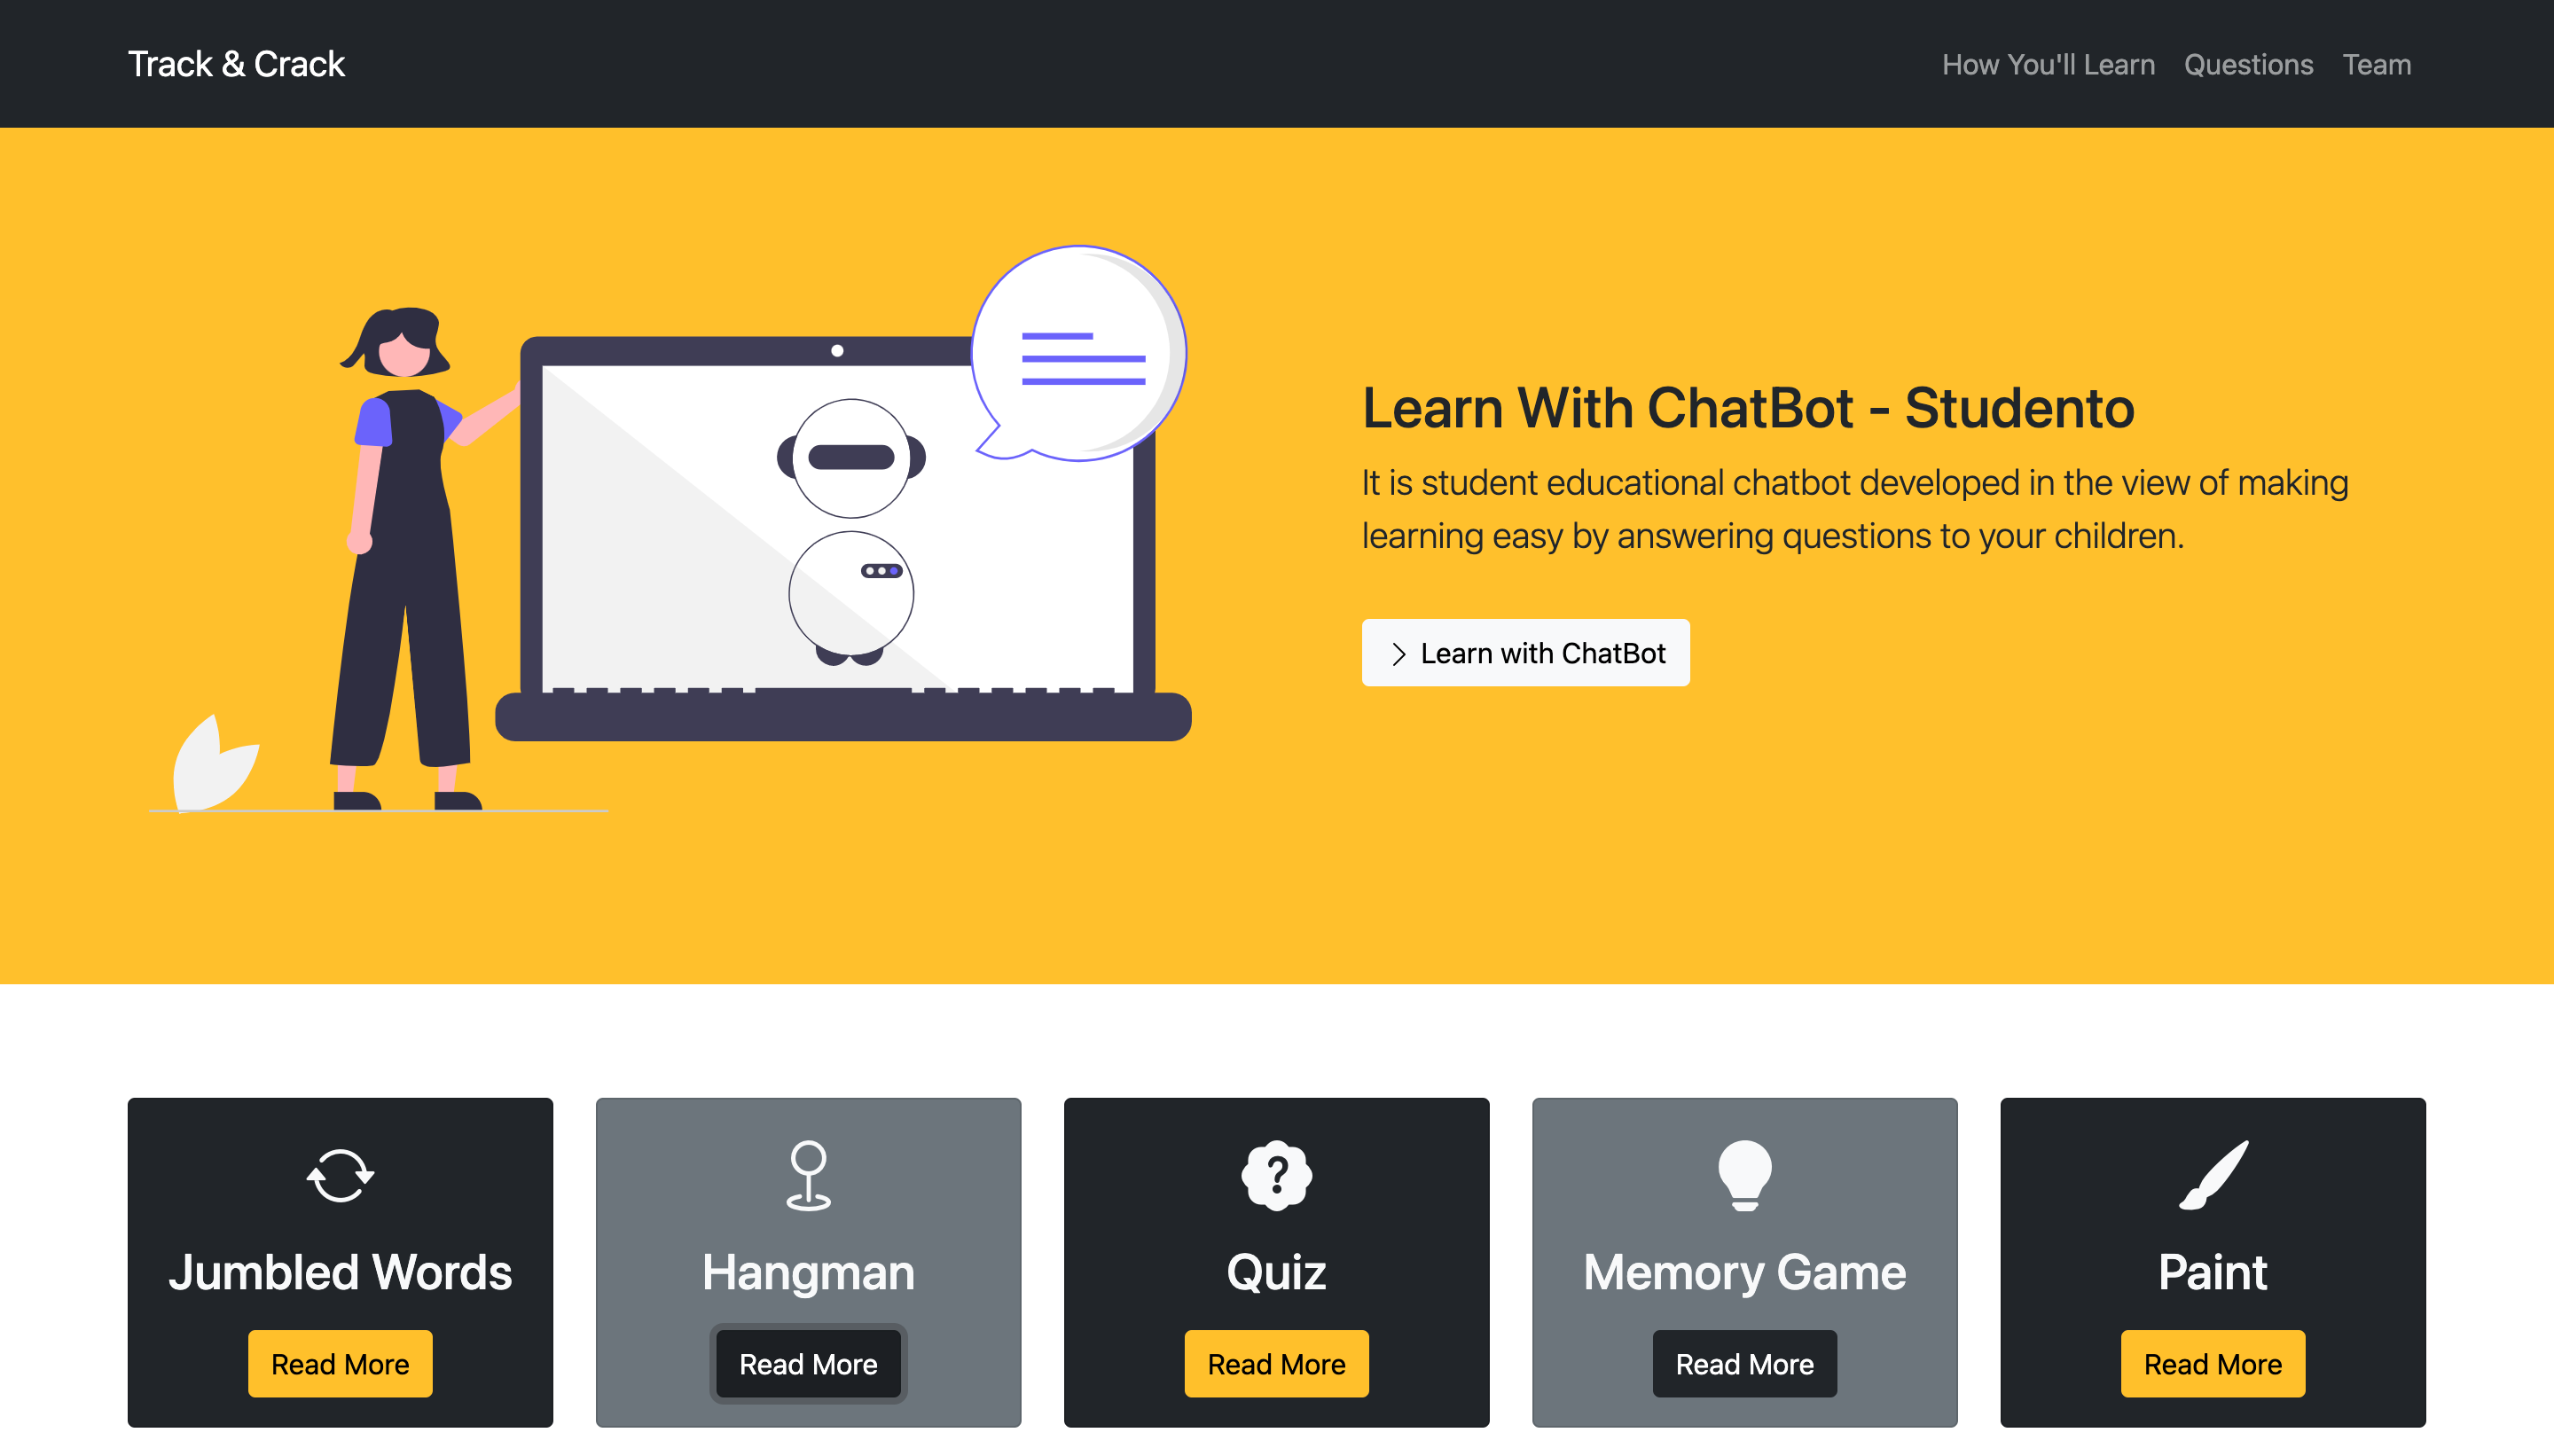 Track & Crack
How You'll Learn Questions Team
Learn With ChatBot - Studento
It is student educational chatbot developed in the view of making
learning easy by answering questions to your children.
Learn with ChatBot
Jumbled Words
Read More
Hangman
Read More
?
Quiz
Read More
Memory Game
Read More
Paint
Read More